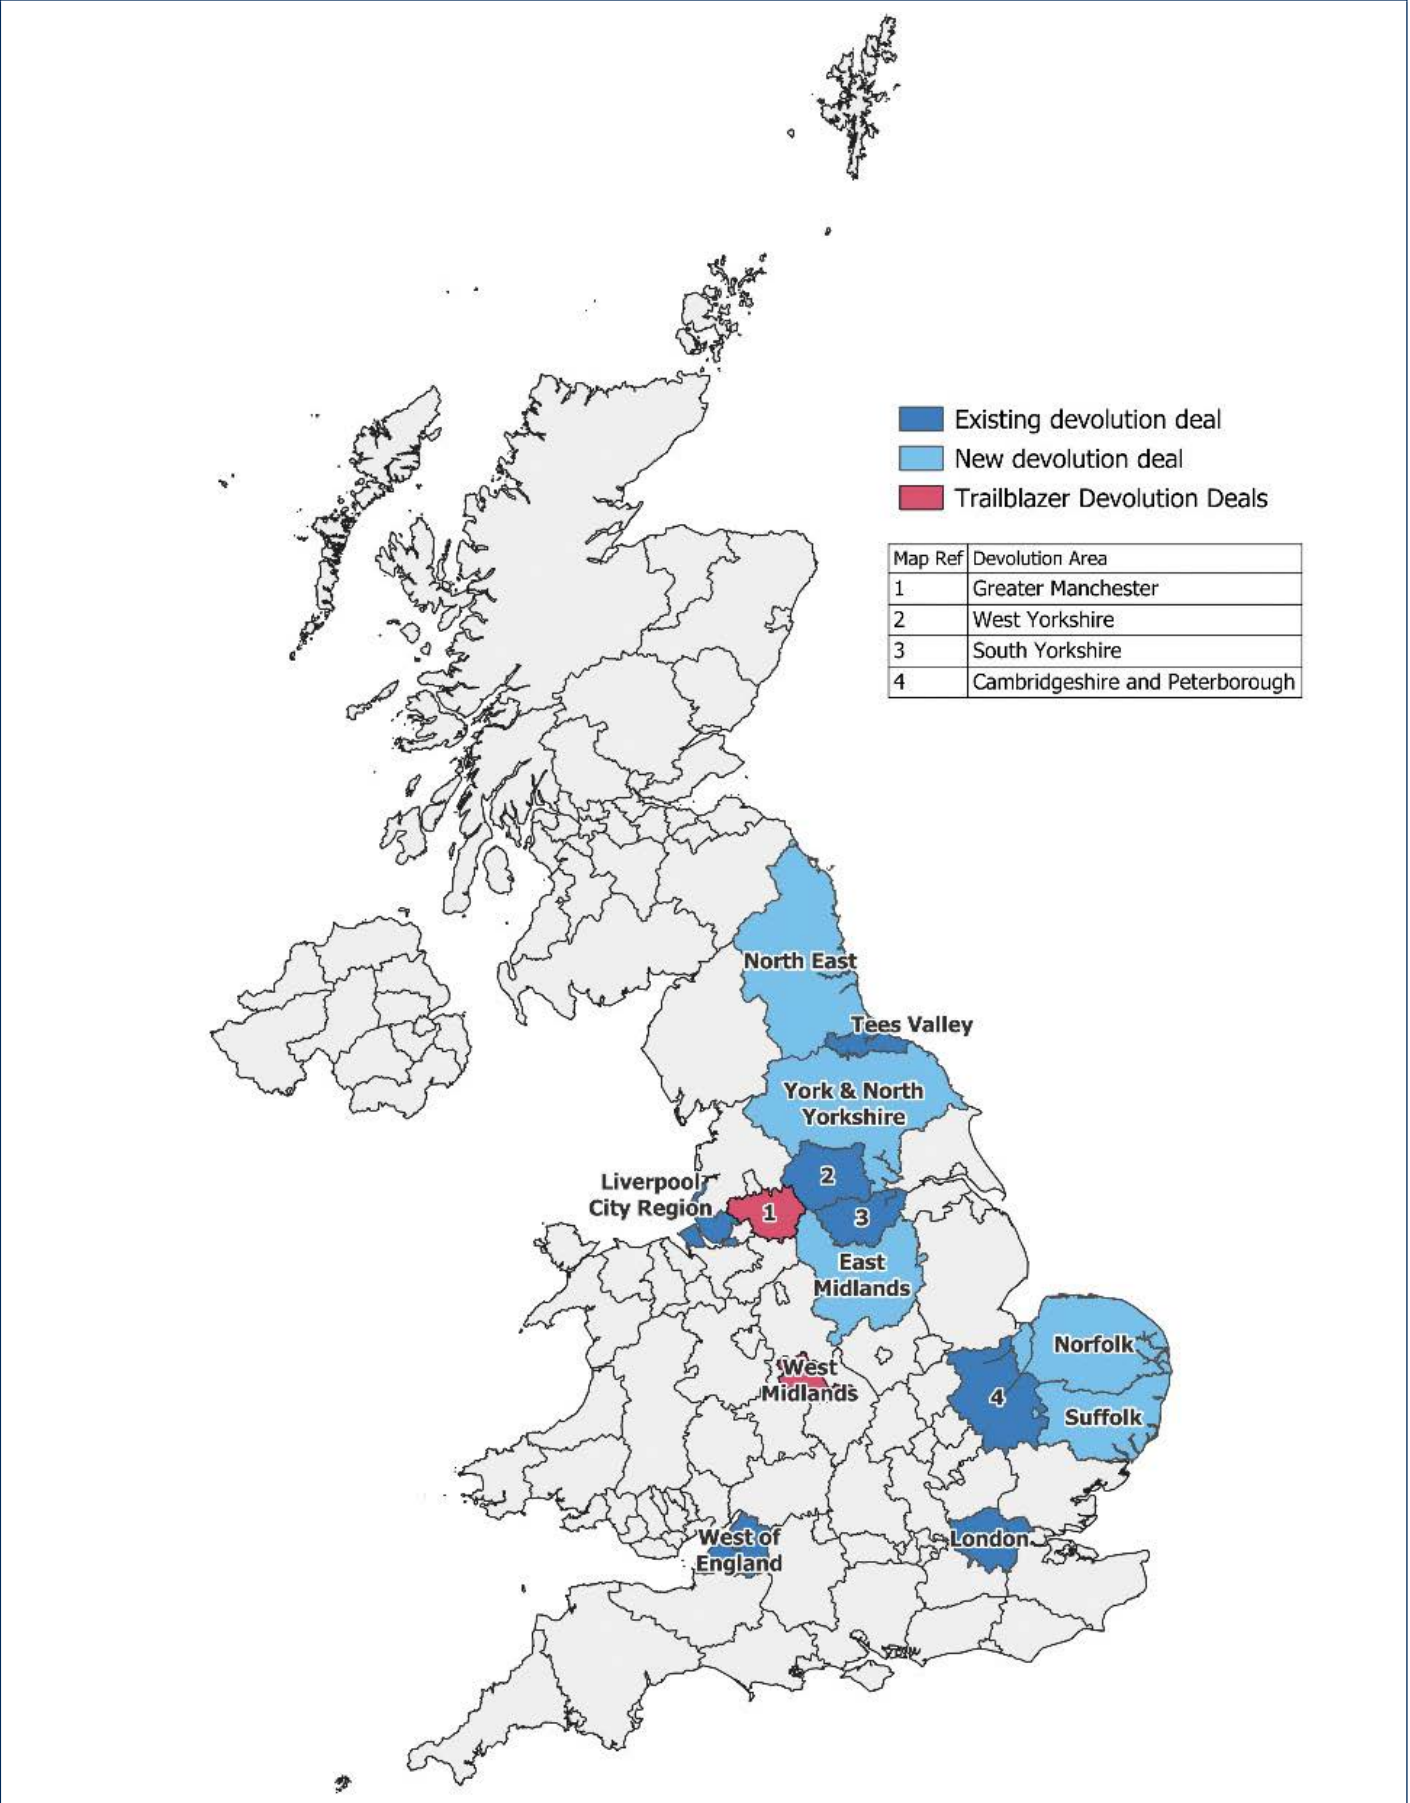 Existing devolution deal
New devolution deal
Trailblazer Devolution Deals
Map Ref Devolution Area
1 Greater Manchester
2 West Yorkshire
3 South Yorkshire
4 Cambridgeshire and Peterborough
North East
Tees Valley
York & North
Yorkshire
2
Liverpool
City Region
1
3
East
Midlands
Norfolk
West
Midlands
4
Suffolk
West of
England
London